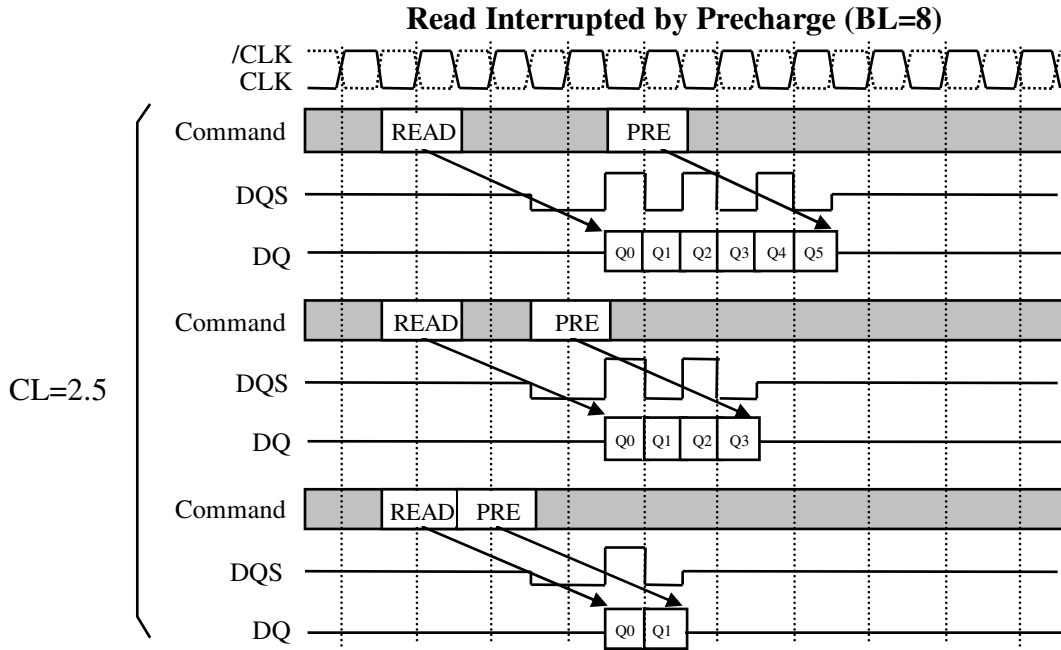 Read Interrupted by Precharge (BL=8)
/CLK
CLK
Command READ PRE
DQS
DQ Q0 Q1 Q2 Q3 Q4 Q5
Command READ PRE
DQS
CL=2.5
DQ Q0 Q1 Q2 Q3
Command READ PRE
DQS
DQ Q0 Q1